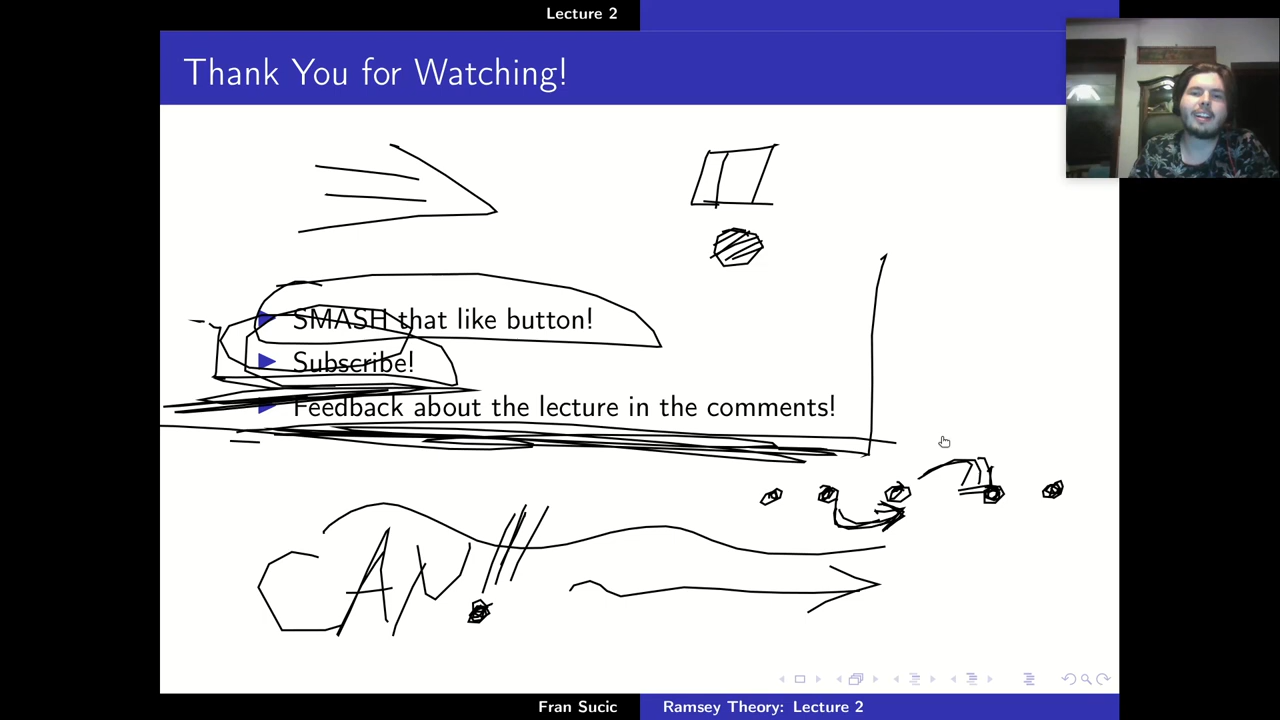 Lecture 2
Thank You for Watching!
SMASH that like button!
Subscribe!
Feedback about the lecture in the comments!
Fran Sucic
Ramsey Theory: Lecture 2